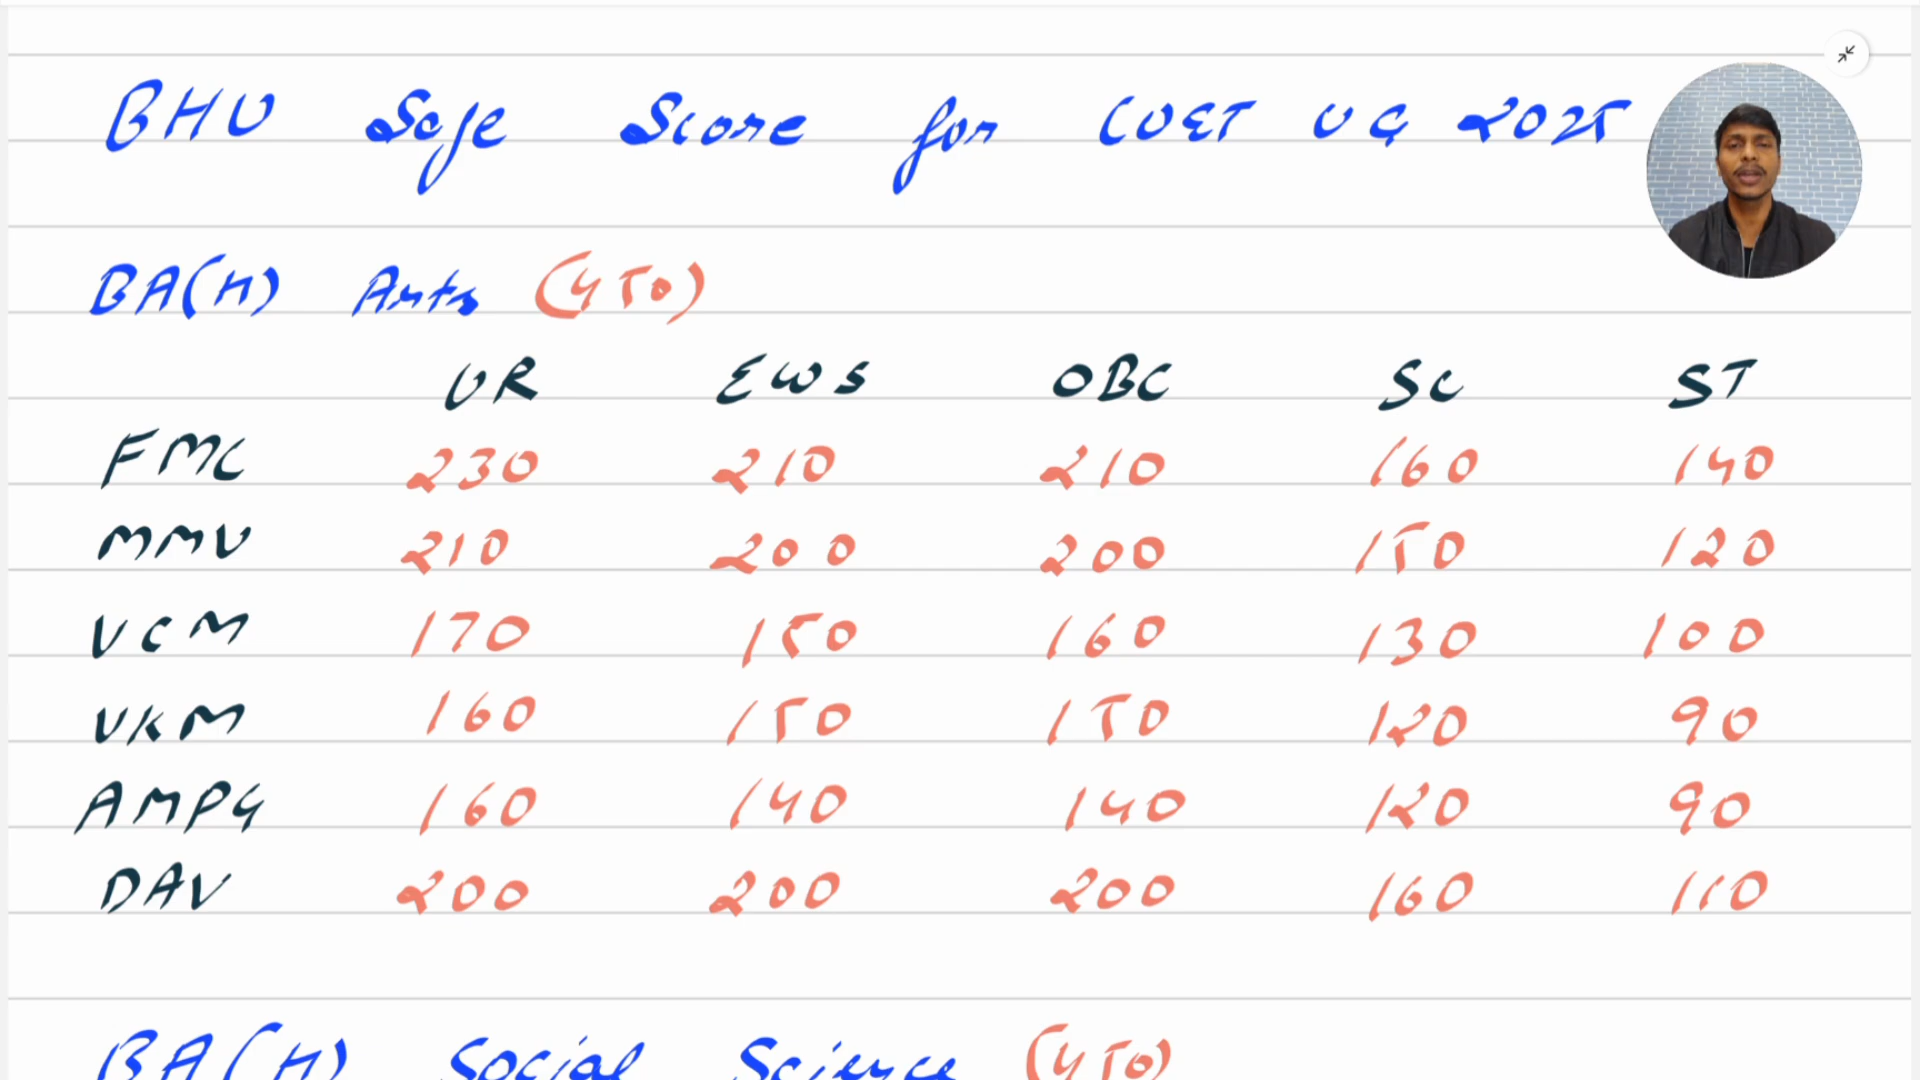 BHU Safe Score for CUET UG 2025
BA(H) Arts (450)
UR EWS OBC SC ST
FMC 230 210 210 160 140
MMV 210 200 200 150 120
VCM 170 150 160 130 100
VKM 160 150 150 120 90
AMPG 160 140 140 120 90
DAV 200 200 200 160 110
BA(H) Social Science (450)